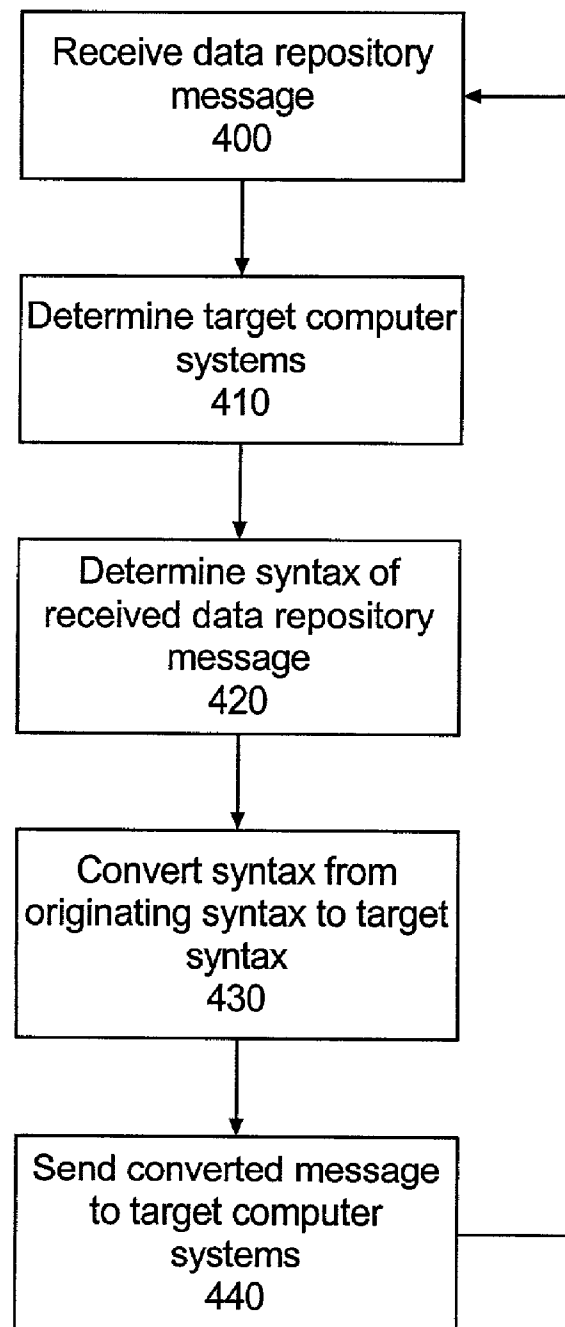 Receive data repository
message
400
Determine target computer
systems
410
Determine syntax of
received data repository
message
420
Convert syntax from
originating syntax to target
syntax
430
Send converted message
to target computer
systems
440